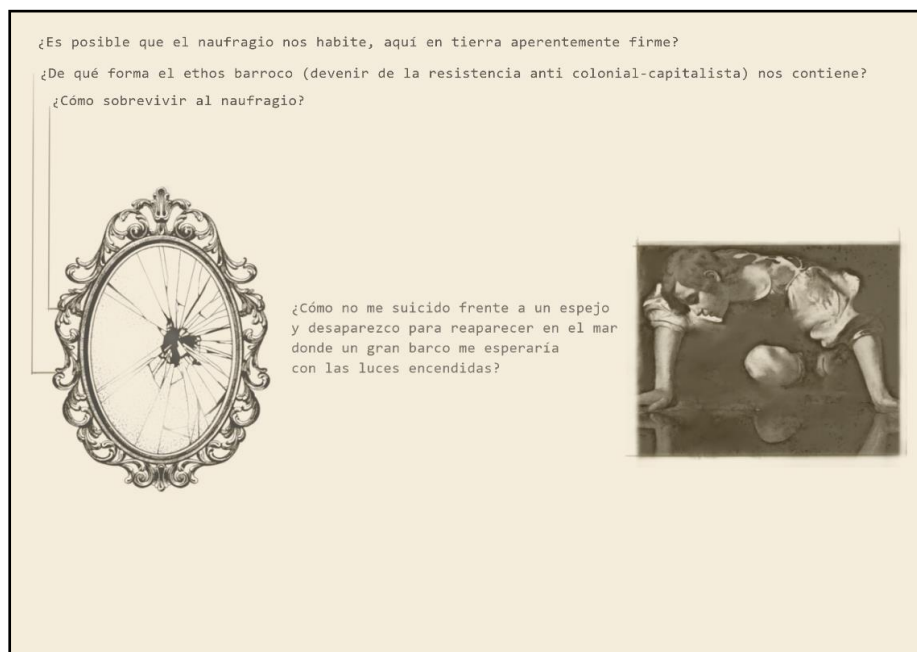 ¿Es posible que el naufragio nos habite, aquí en tierra aperentemente firme?
¿De qué forma el ethos barroco (devenir de la resistencia anti colonial-capitalista) nos contiene?
¿Cómo sobrevivir al naufragio?
¿Cómo no me suicido frente a un espejo
y desaparezco para reaparecer en el mar
donde un gran barco me esperaría
con las luces encendidas?